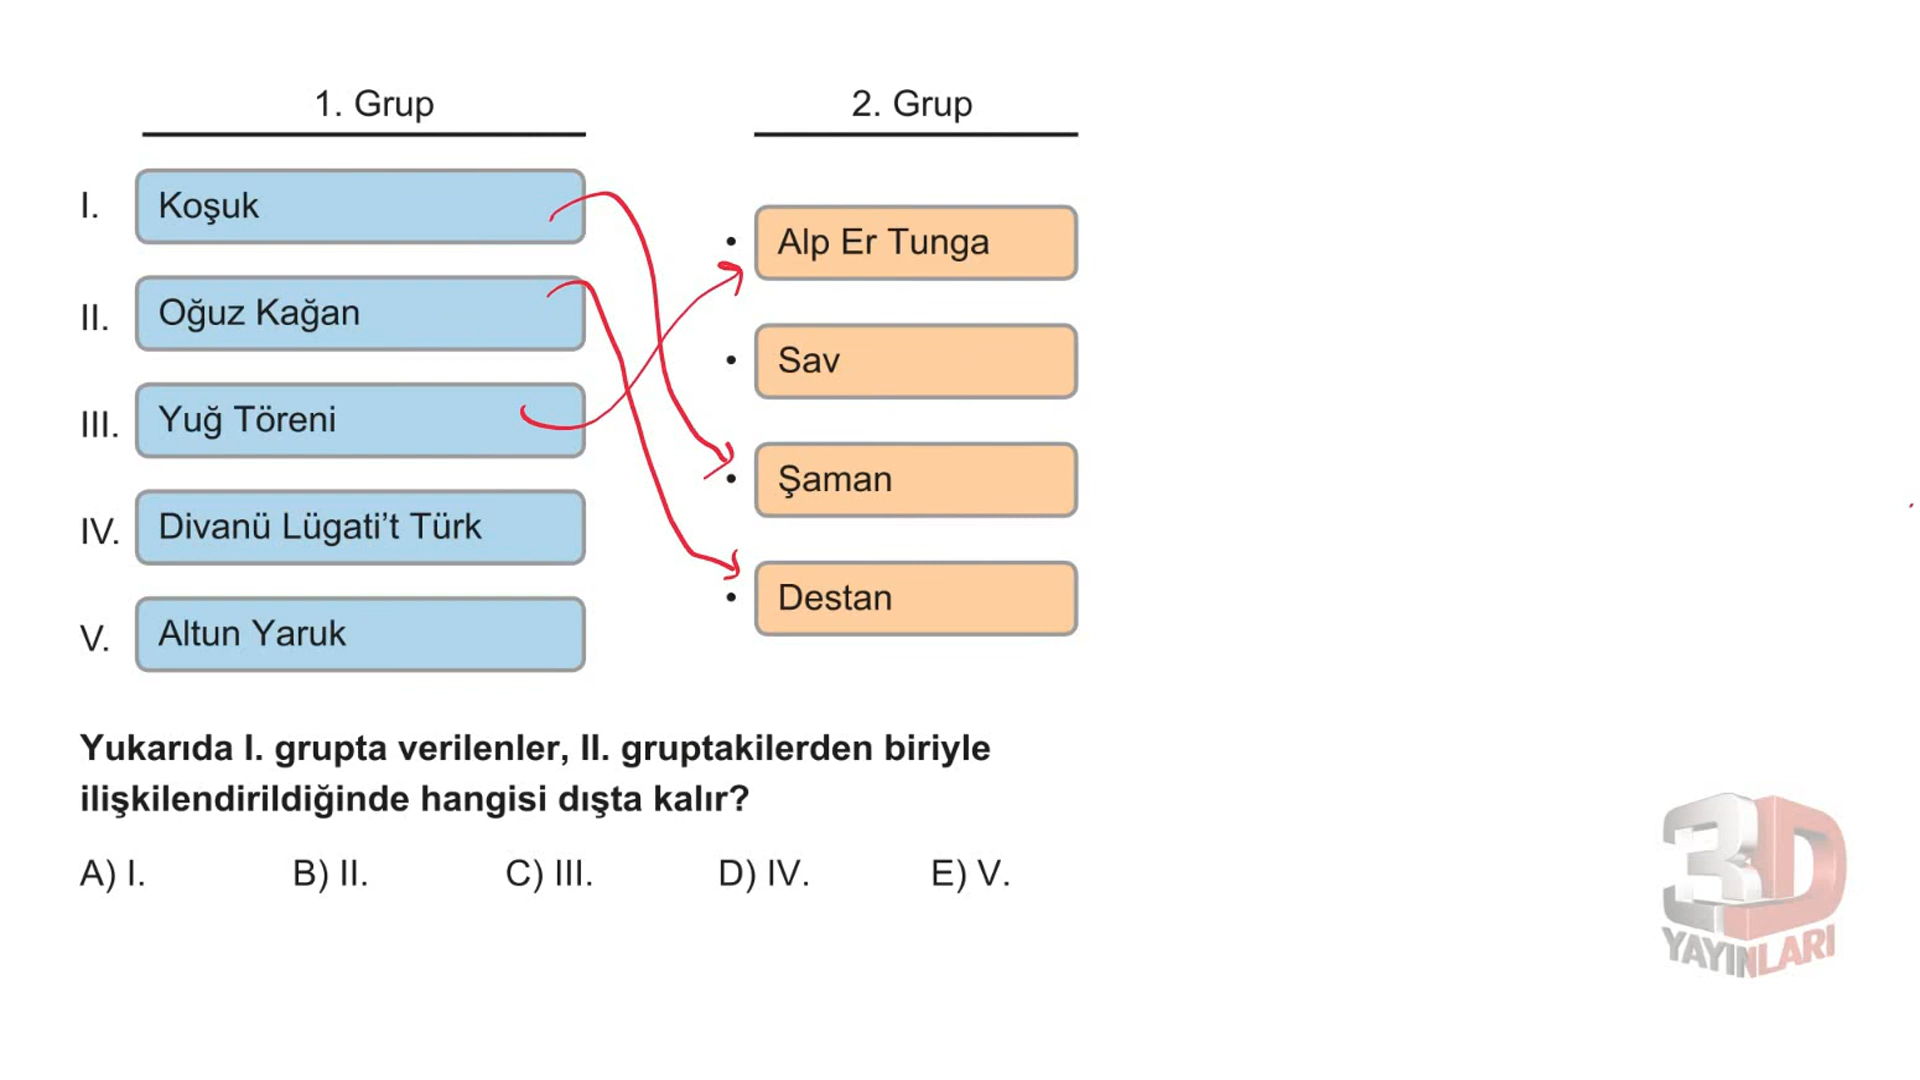 1. Grup
2. Grup
I. Koşuk
II. Oğuz Kağan
III. Yuğ Töreni
IV. Divanü Lügati’t Türk
V. Altun Yaruk
• Alp Er Tunga
• Sav
• Şaman
• Destan
Yukarıda I. grupta verilenler, II. gruptakilerden biriyle
ilişkilendirildiğinde hangisi dışta kalır?
A) I. B) II. C) III. D) IV. E) V.
3D
YAYINLARI